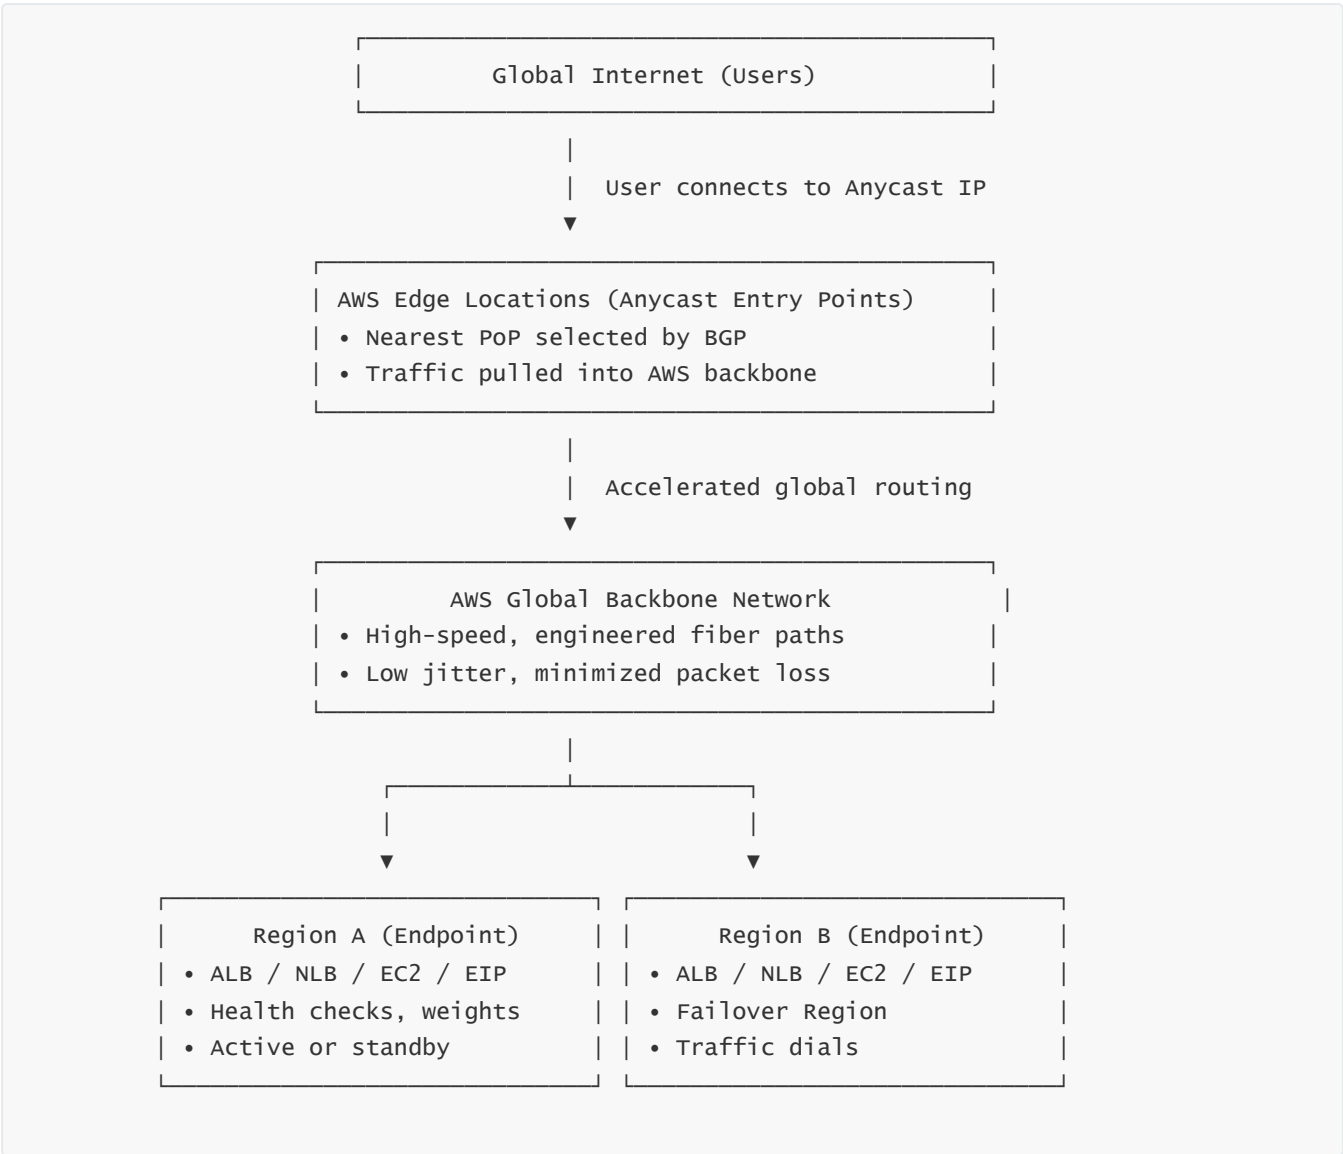 Global Internet (Users)
User connects to Anycast IP
AWS Edge Locations (Anycast Entry Points)
• Nearest PoP selected by BGP
• Traffic pulled into AWS backbone
Accelerated global routing
AWS Global Backbone Network
• High-speed, engineered fiber paths
• Low jitter, minimized packet loss
Region A (Endpoint)
• ALB / NLB / EC2 / EIP
• Health checks, weights
• Active or standby
Region B (Endpoint)
• ALB / NLB / EC2 / EIP
• Failover Region
• Traffic dials